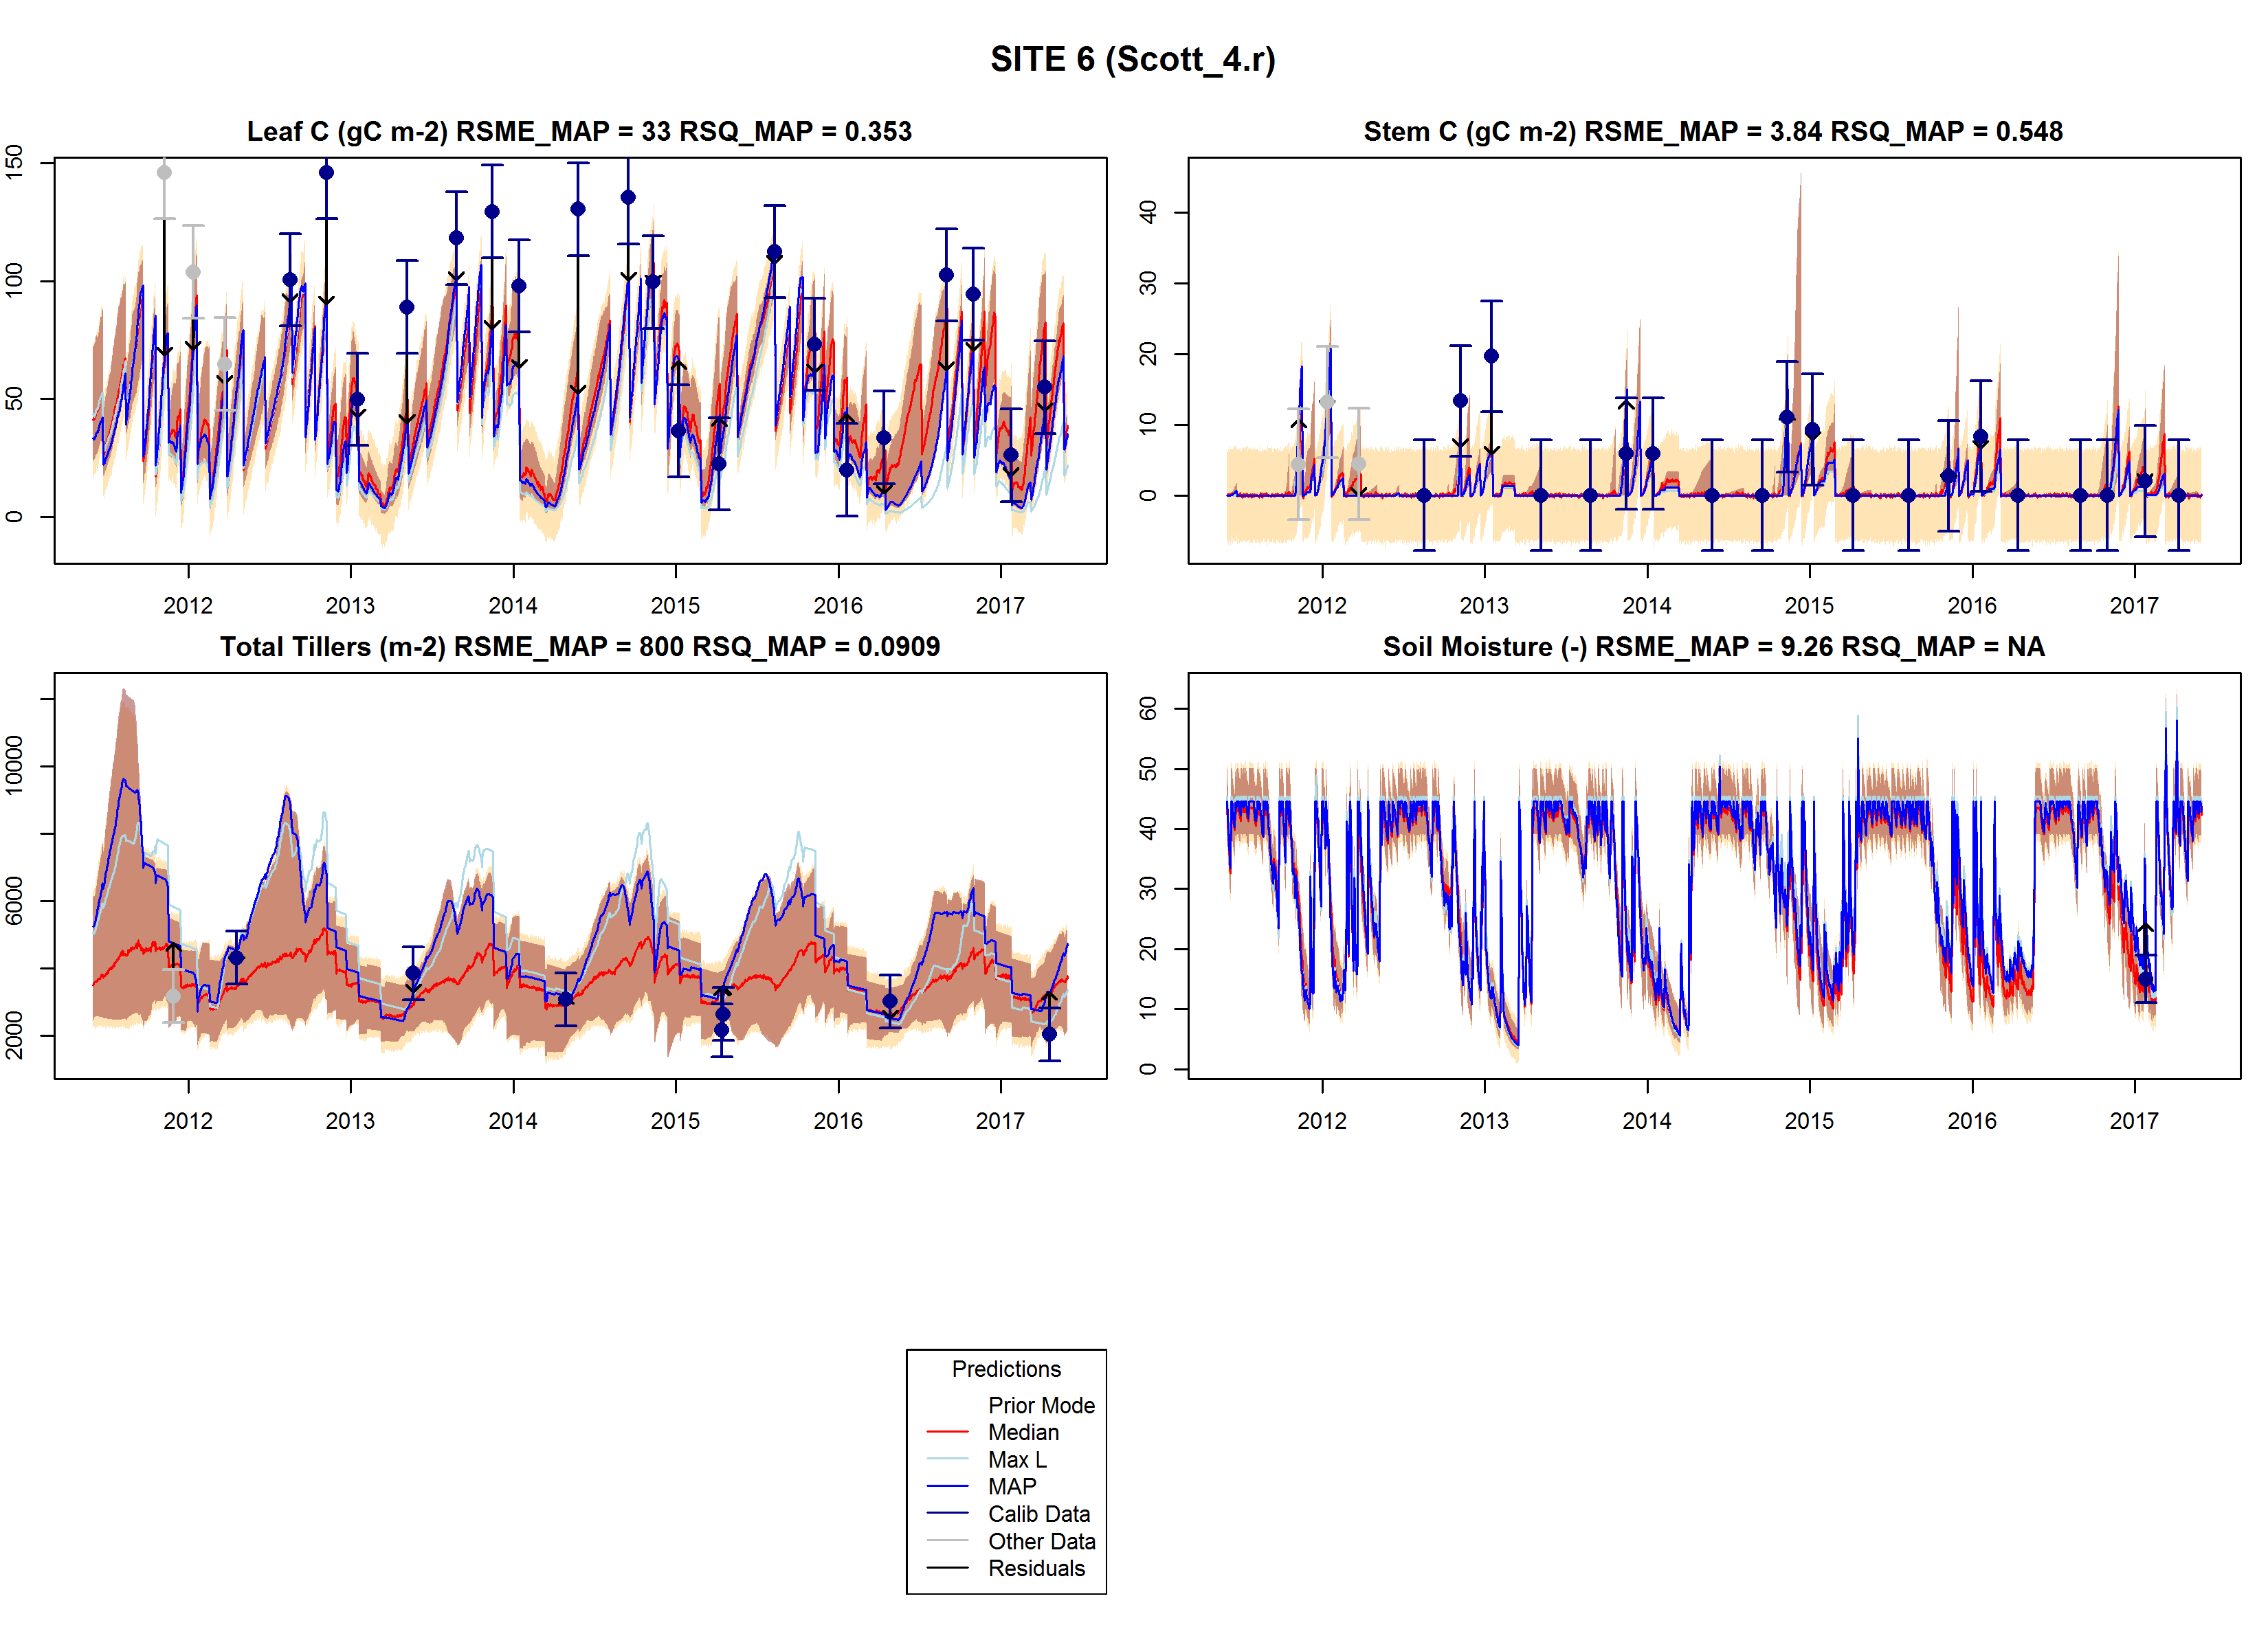 SITE 6 (Scott_4.r)
Leaf C (gC m-2) RSME_MAP = 33 RSQ_MAP = 0.353
0 50 100 150
2012 2013 2014 2015 2016 2017
Stem C (gC m-2) RSME_MAP = 3.84 RSQ_MAP = 0.548
0 10 20 30 40
2012 2013 2014 2015 2016 2017
Total Tillers (m-2) RSME_MAP = 800 RSQ_MAP = 0.0909
2000 6000 10000
2012 2013 2014 2015 2016 2017
Soil Moisture (-) RSME_MAP = 9.26 RSQ_MAP = NA
0 10 20 30 40 50 60
2012 2013 2014 2015 2016 2017
Predictions
Prior Mode
Median
Max L
MAP
Calib Data
Other Data
Residuals